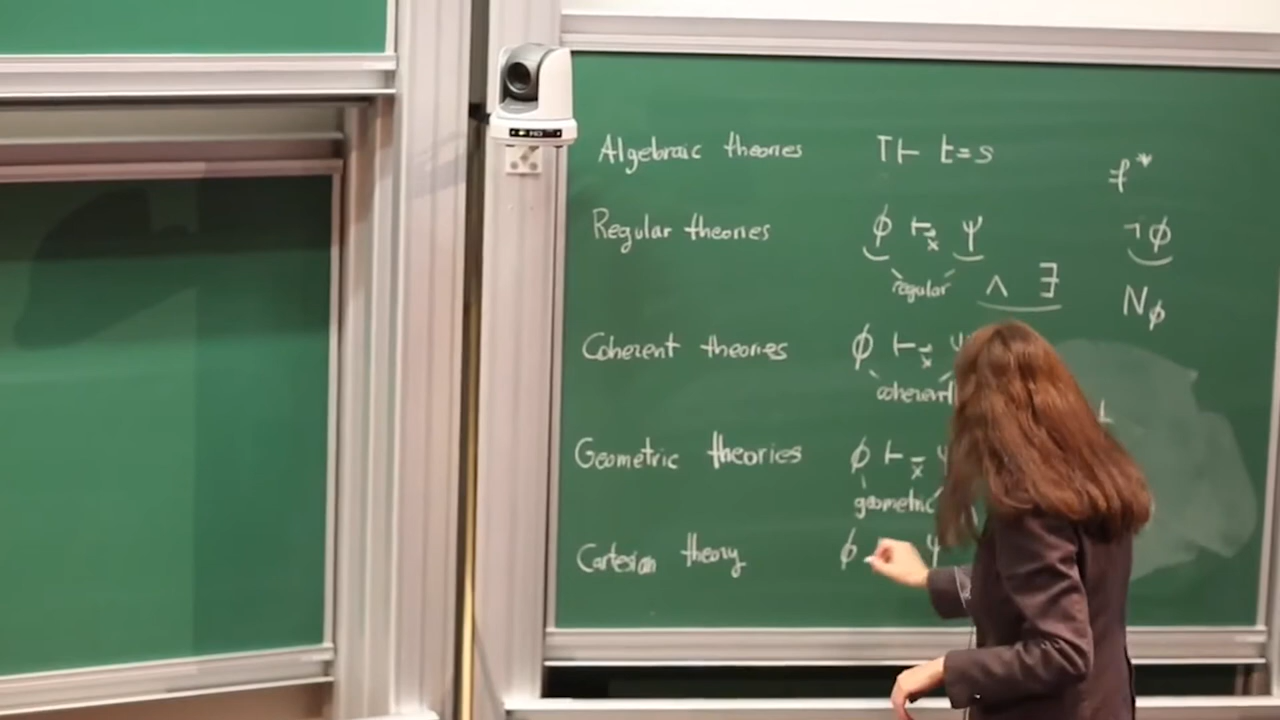 Algebraic theories ⊤ ⊢ t=s
f*
Regular theories ϕ ⊢x⃗ ψ ¬ϕ
regular ∧ ∃ Nϕ
Coherent theories ϕ ⊢x⃗ ψ
coherent
Geometric theories ϕ ⊢x⃗ ψ
geometric
Cartesian theory ϕ ψ